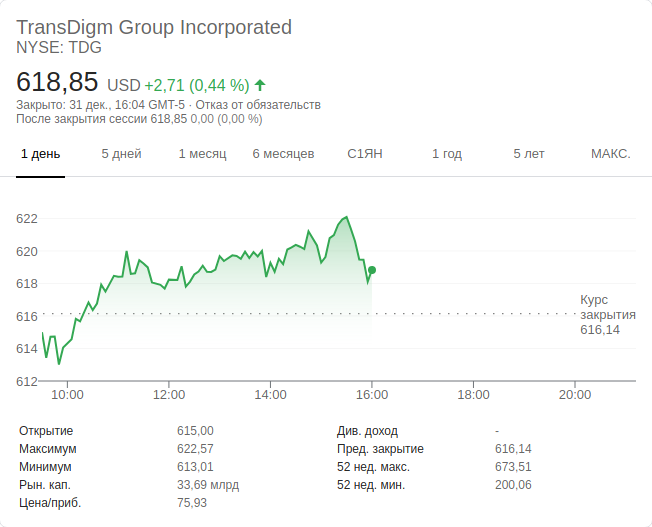 TransDigm Group Incorporated
NYSE: TDG
618,85 USD +2,71 (0,44 %)
Закрыто: 31 дек., 16:04 GMT-5 · Отказ от обязательств
После закрытия сессии 618,85 0,00 (0,00 %)
1 день 5 дней 1 месяц 6 месяцев С1ЯН 1 год 5 лет МАКС.
622
620
618
616
614
612
Курс
закрытия
616,14
10:00 12:00 14:00 16:00 18:00 20:00
Открытие 615,00 Див. доход -
Максимум 622,57 Пред. закрытие 616,14
Минимум 613,01 52 нед. макс. 673,51
Рын. кап. 33,69 млрд 52 нед. мин. 200,06
Цена/приб. 75,93